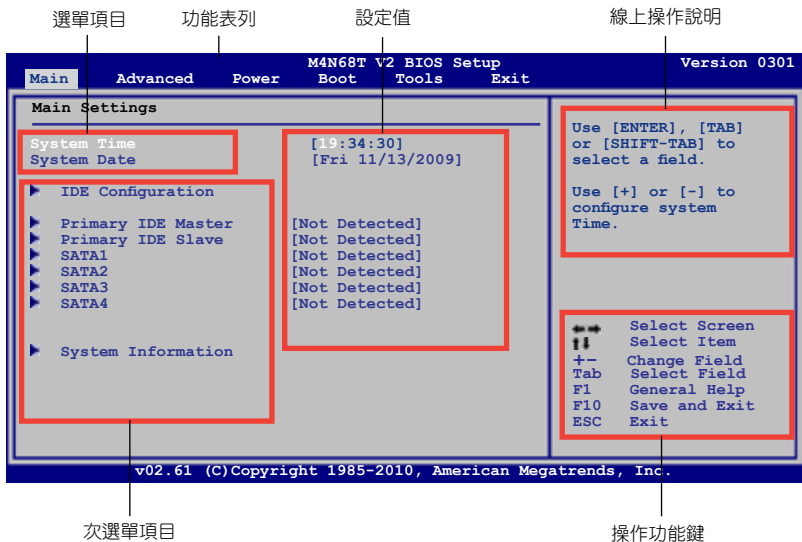 選單項目 功能表列 設定值 線上操作說明
M4N68T V2 BIOS Setup Version 0301
Main Advanced Power Boot Tools Exit
Main Settings
System Time [19:34:30]
System Date [Fri 11/13/2009]
IDE Configuration
Primary IDE Master [Not Detected]
Primary IDE Slave [Not Detected]
SATA1 [Not Detected]
SATA2 [Not Detected]
SATA3 [Not Detected]
SATA4 [Not Detected]
System Information
Use [ENTER], [TAB]
or [SHIFT-TAB] to
select a field.
Use [+] or [-] to
configure system
Time.
Select Screen
Select Item
+- Change Field
Tab Select Field
F1 General Help
F10 Save and Exit
ESC Exit
v02.61 (C)Copyright 1985-2010, American Megatrends, Inc.
次選單項目 操作功能鍵